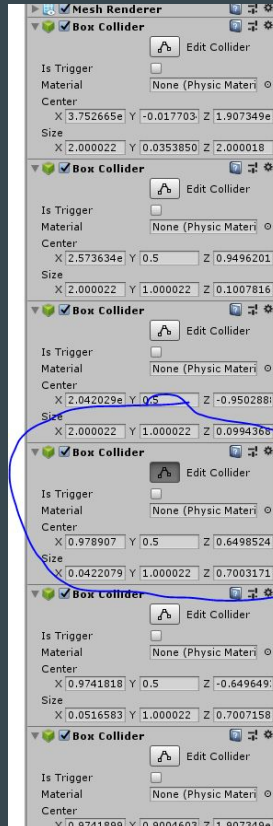 Mesh Renderer
Box Collider
Edit Collider
Is Trigger
Material None (Physic Materi
Center
X 3.752665e Y -0.017703 Z 1.907349e
Size
X 2.000022 Y 0.0353850 Z 2.000018
Box Collider
Edit Collider
Is Trigger
Material None (Physic Materi
Center
X 2.573634e Y 0.5 Z 0.9496201
Size
X 2.000022 Y 1.000022 Z 0.1007816
Box Collider
Edit Collider
Is Trigger
Material None (Physic Materi
Center
X 2.042029e Y 0.5 Z -0.950288
Size
X 2.000022 Y 1.000022 Z 0.0994368
Box Collider
Edit Collider
Is Trigger
Material None (Physic Materi
Center
X 0.978907 Y 0.5 Z 0.6498524
Size
X 0.0422079 Y 1.000022 Z 0.7003171
Box Collider
Edit Collider
Is Trigger
Material None (Physic Materi
Center
X 0.9741818 Y 0.5 Z -0.649649
Size
X 0.0516583 Y 1.000022 Z 0.7007158
Box Collider
Edit Collider
Is Trigger
Material None (Physic Materi
Center
X 0.9741899 Y 0.9004603 Z 1.907349e